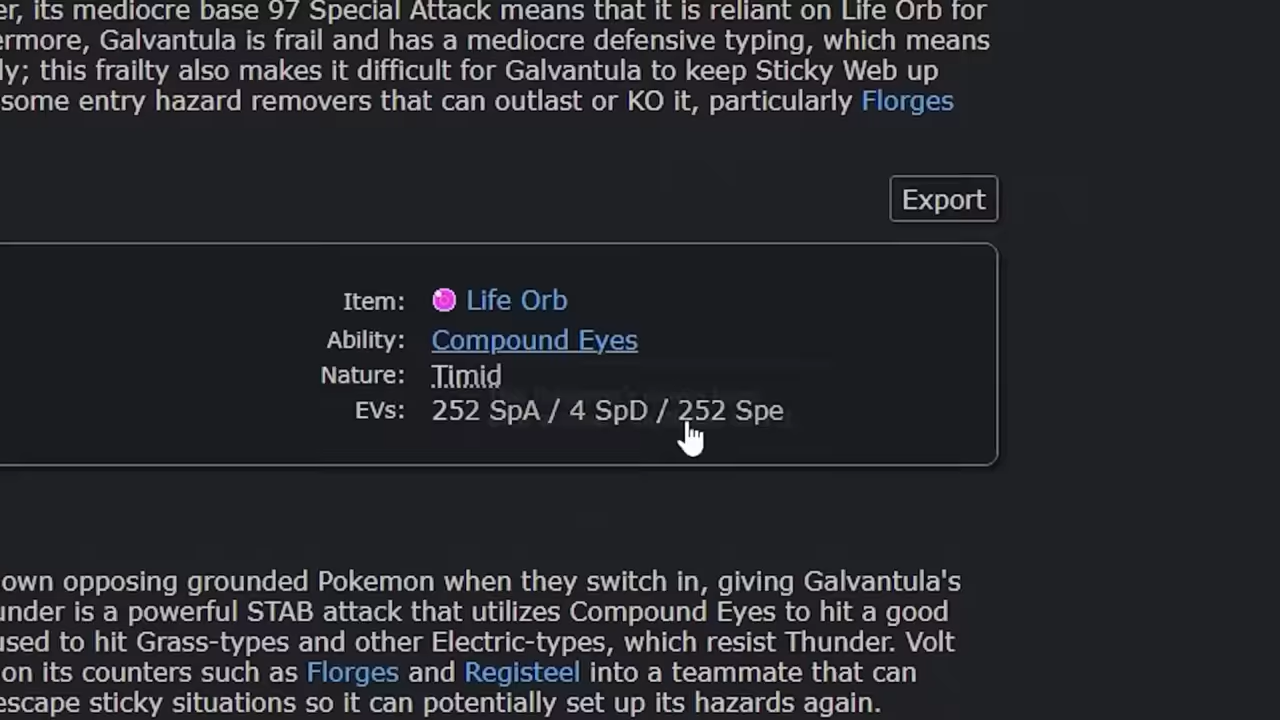 er, its mediocre base 97 Special Attack means that it is reliant on Life Orb for
ermore, Galvantula is frail and has a mediocre defensive typing, which means
ly; this frailty also makes it difficult for Galvantula to keep Sticky Web up
some entry hazard removers that can outlast or KO it, particularly Florges
Export
Item: Life Orb
Ability: Compound Eyes
Nature: Timid
EVs: 252 SpA / 4 SpD / 252 Spe
own opposing grounded Pokemon when they switch in, giving Galvantula's
under is a powerful STAB attack that utilizes Compound Eyes to hit a good
used to hit Grass-types and other Electric-types, which resist Thunder. Volt
on its counters such as Florges and Registeel into a teammate that can
escape sticky situations so it can potentially set up its hazards again.